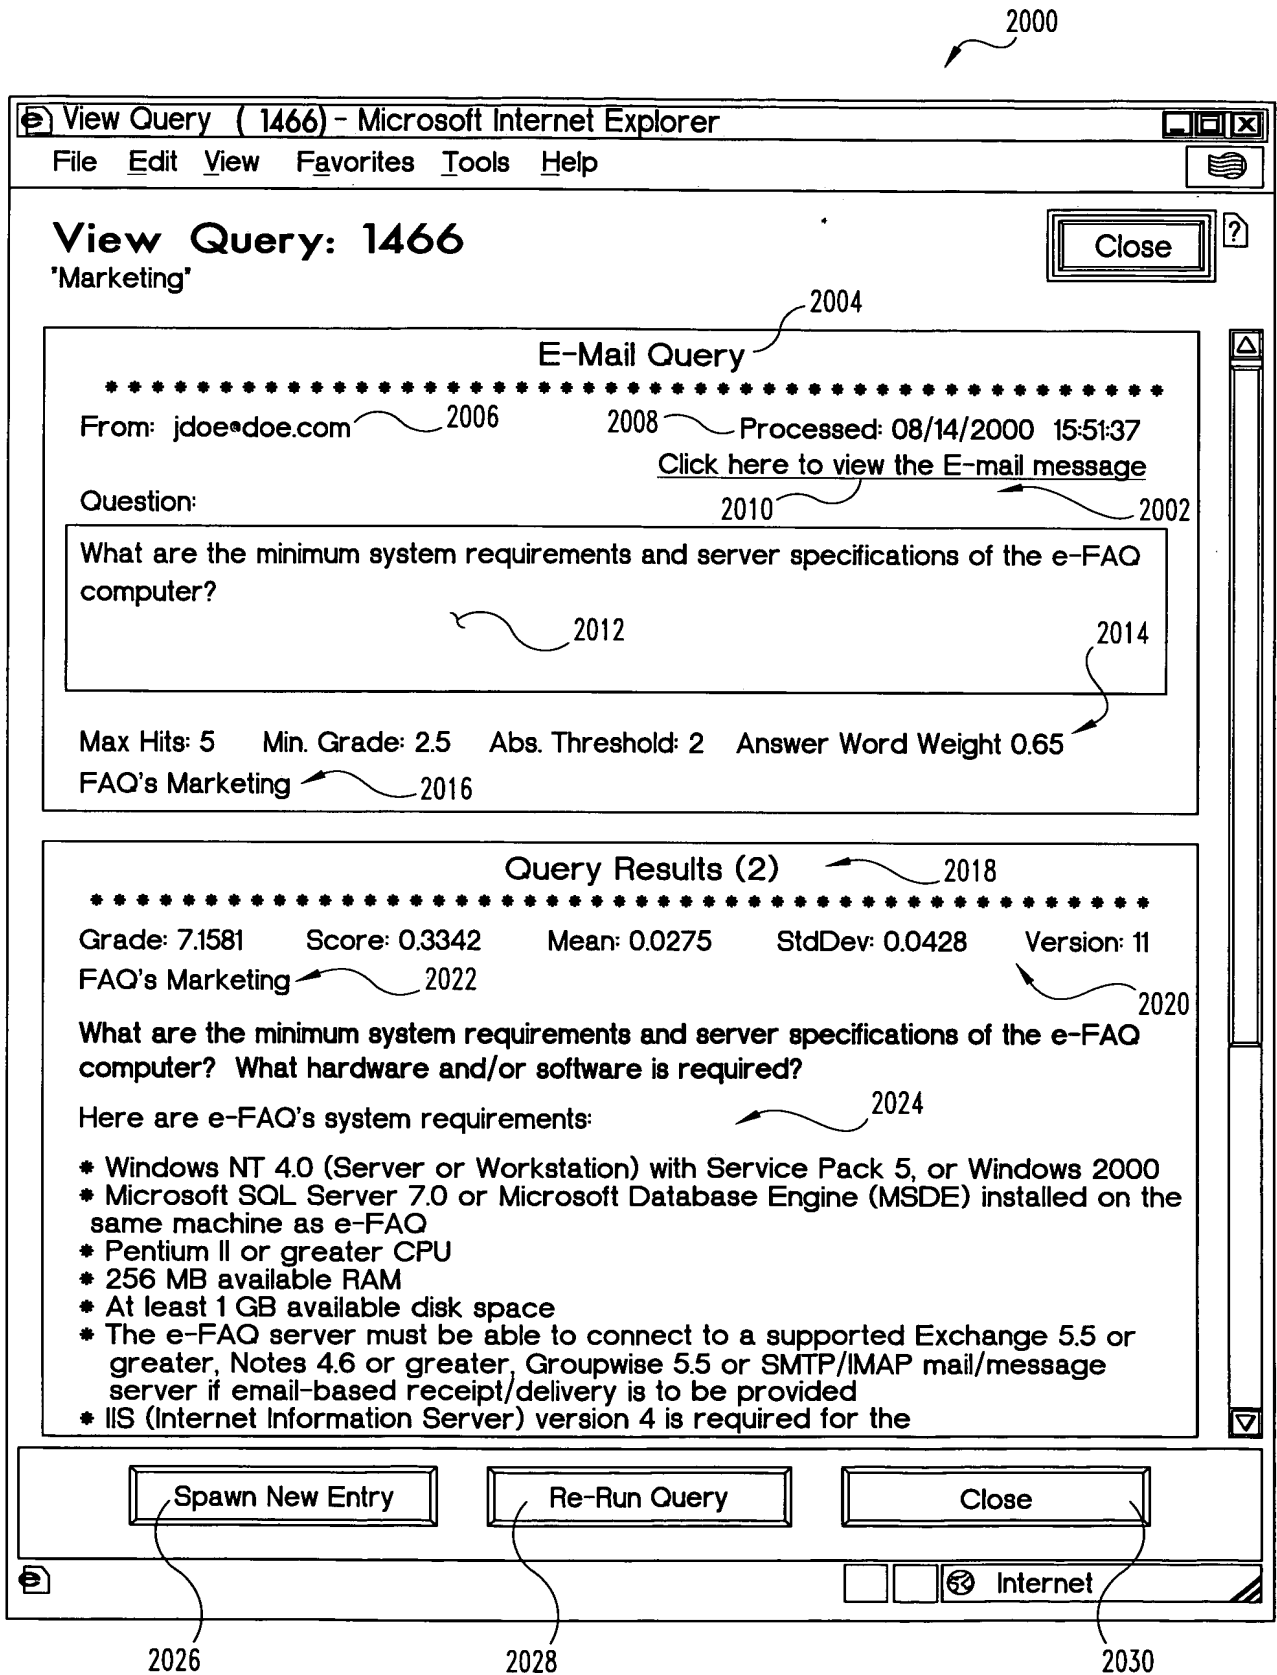 2000
View Query (1466) - Microsoft Internet Explorer
File Edit View Favorites Tools Help
View Query: 1466
Close
?
"Marketing"
2004
E-Mail Query
From: jdoe@doe.com
2006
2008
Processed: 08/14/2000 15:51:37
Click here to view the E-mail message
Question:
2010
2002
What are the minimum system requirements and server specifications of the e-FAQ
computer?
2012
2014
Max Hits: 5 Min. Grade: 2.5 Abs. Threshold: 2 Answer Word Weight 0.65
FAQ's Marketing
2016
Query Results (2)
2018
Grade: 7.1581 Score: 0.3342 Mean: 0.0275 StdDev: 0.0428 Version: 11
FAQ's Marketing
2022
2020
What are the minimum system requirements and server specifications of the e-FAQ
computer? What hardware and/or software is required?
Here are e-FAQ's system requirements:
2024
* Windows NT 4.0 (Server or Workstation) with Service Pack 5, or Windows 2000
* Microsoft SQL Server 7.0 or Microsoft Database Engine (MSDE) installed on the
same machine as e-FAQ
* Pentium II or greater CPU
* 256 MB available RAM
* At least 1 GB available disk space
* The e-FAQ server must be able to connect to a supported Exchange 5.5 or
greater, Notes 4.6 or greater, Groupwise 5.5 or SMTP/IMAP mail/message
server if email-based receipt/delivery is to be provided
* IIS (Internet Information Server) version 4 is required for the
Spawn New Entry Re-Run Query Close
Internet
2026 2028 2030